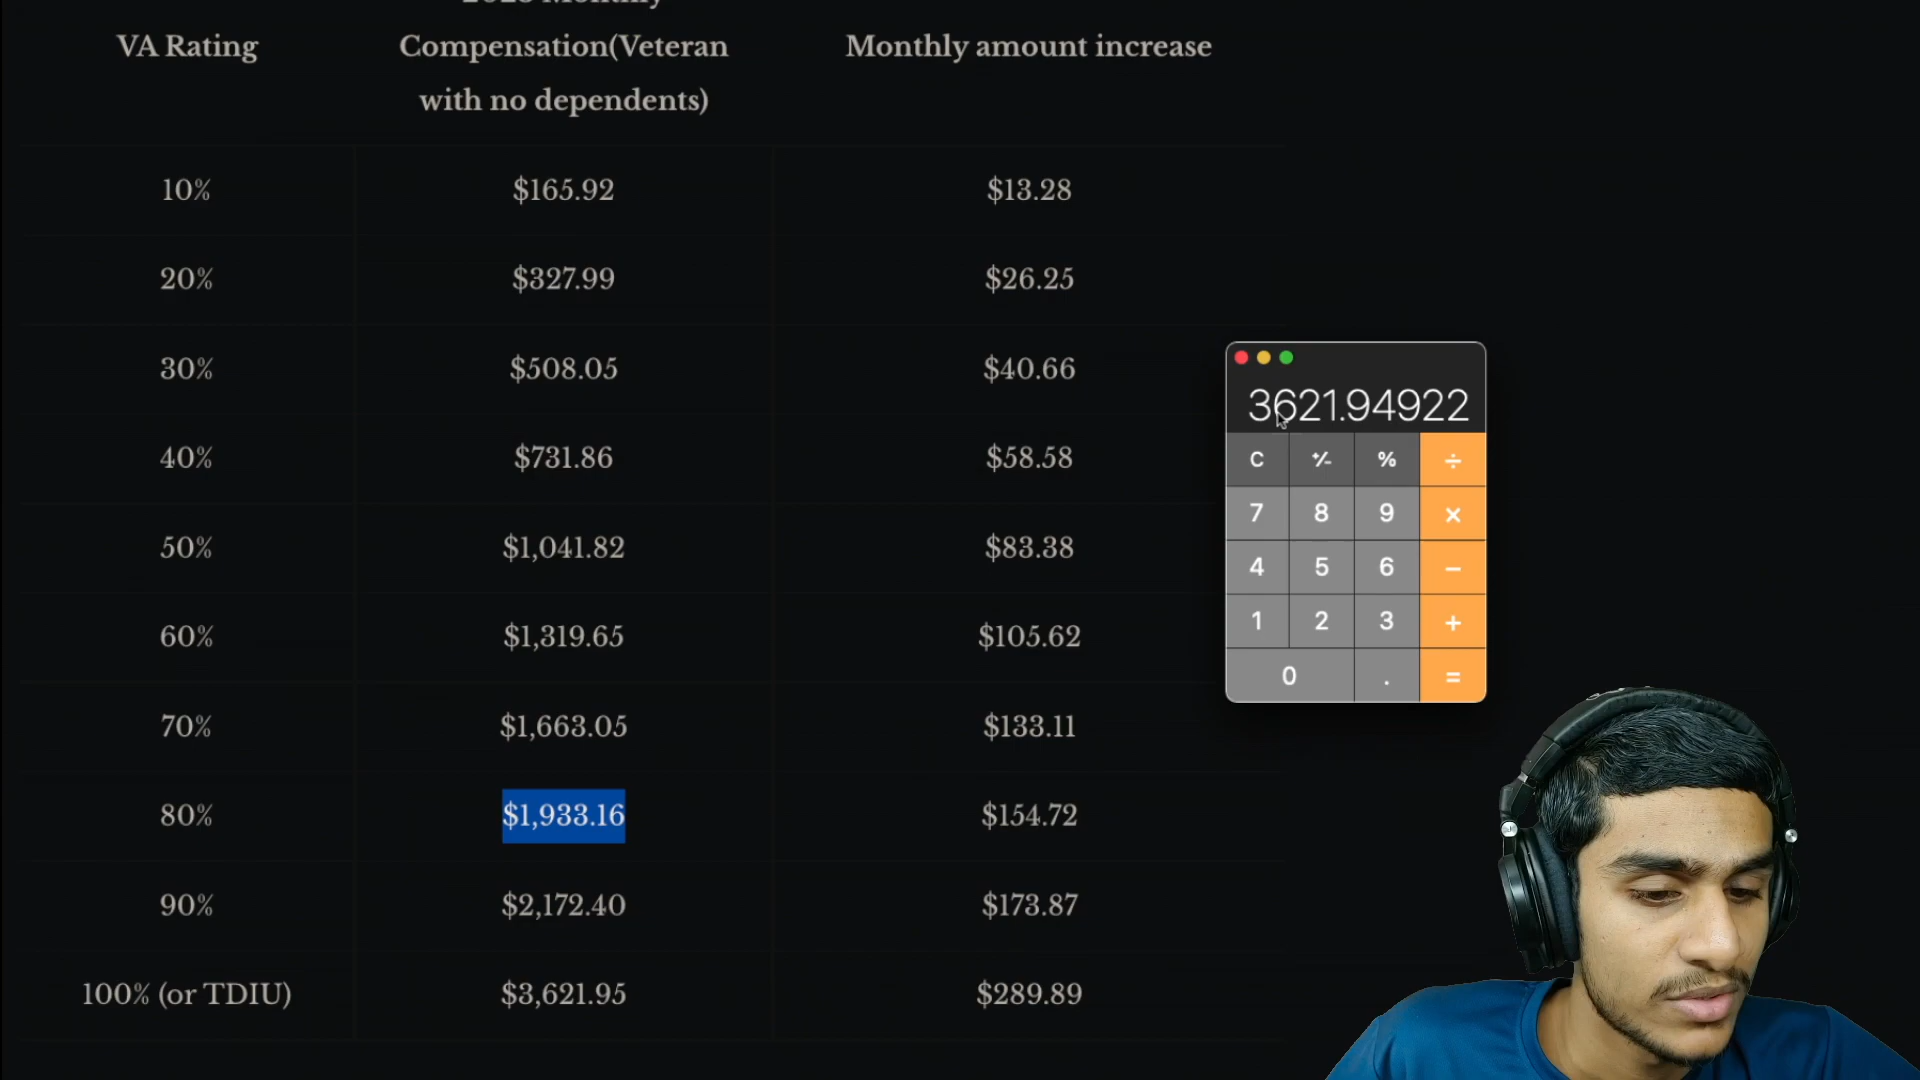 VA Rating
Compensation(Veteran
with no dependents)
Monthly amount increase
10% $165.92 $13.28
20% $327.99 $26.25
30% $508.05 $40.66
40% $731.86 $58.58
50% $1,041.82 $83.38
60% $1,319.65 $105.62
70% $1,663.05 $133.11
80% $1,933.16 $154.72
90% $2,172.40 $173.87
100% (or TDIU) $3,621.95 $289.89
3621.94922
C +/- % ÷
7 8 9 ×
4 5 6 −
1 2 3 +
0 . =